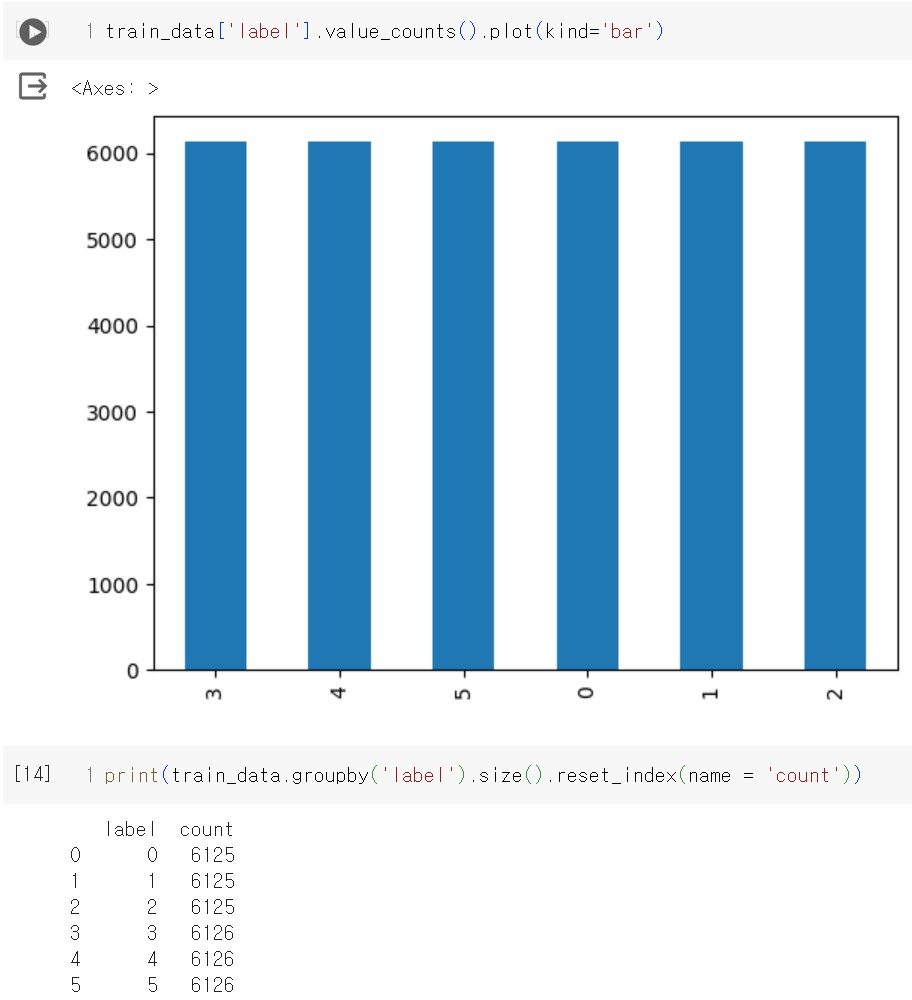 1 train_data['label'].value_counts().plot(kind='bar')
<Axes: >
6000
5000
4000
3000
2000
1000
0
3 4 5 0 1 2
[14] 1 print(train_data.groupby('label').size().reset_index(name = 'count'))
label count
0 0 6125
1 1 6125
2 2 6125
3 3 6126
4 4 6126
5 5 6126